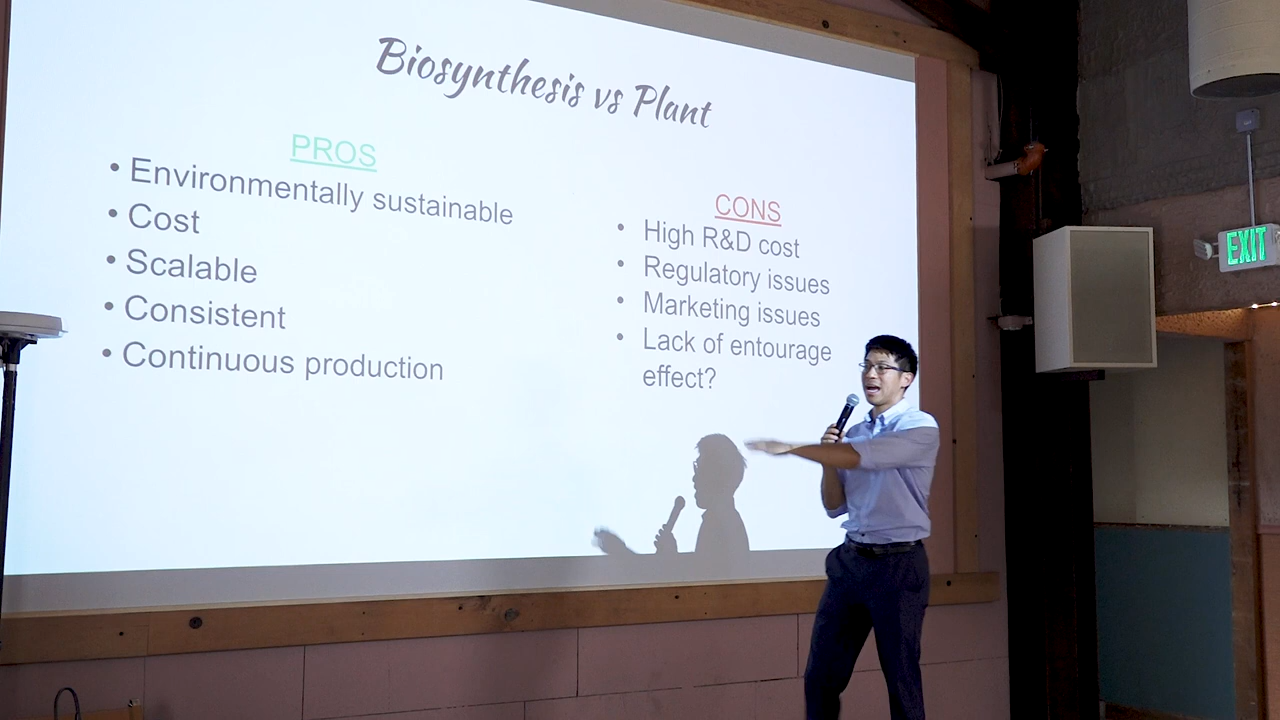 Biosynthesis vs Plant
PROS
• Environmentally sustainable
• Cost
• Scalable
• Consistent
• Continuous production
CONS
• High R&D cost
• Regulatory issues
• Marketing issues
• Lack of entourage
effect?
EXIT